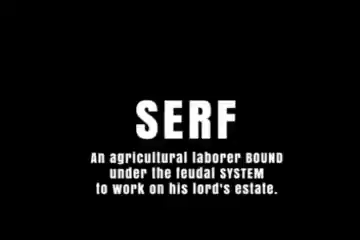 SERF
An agricultural laborer BOUND
under the feudal SYSTEM
to work on his lord's estate.